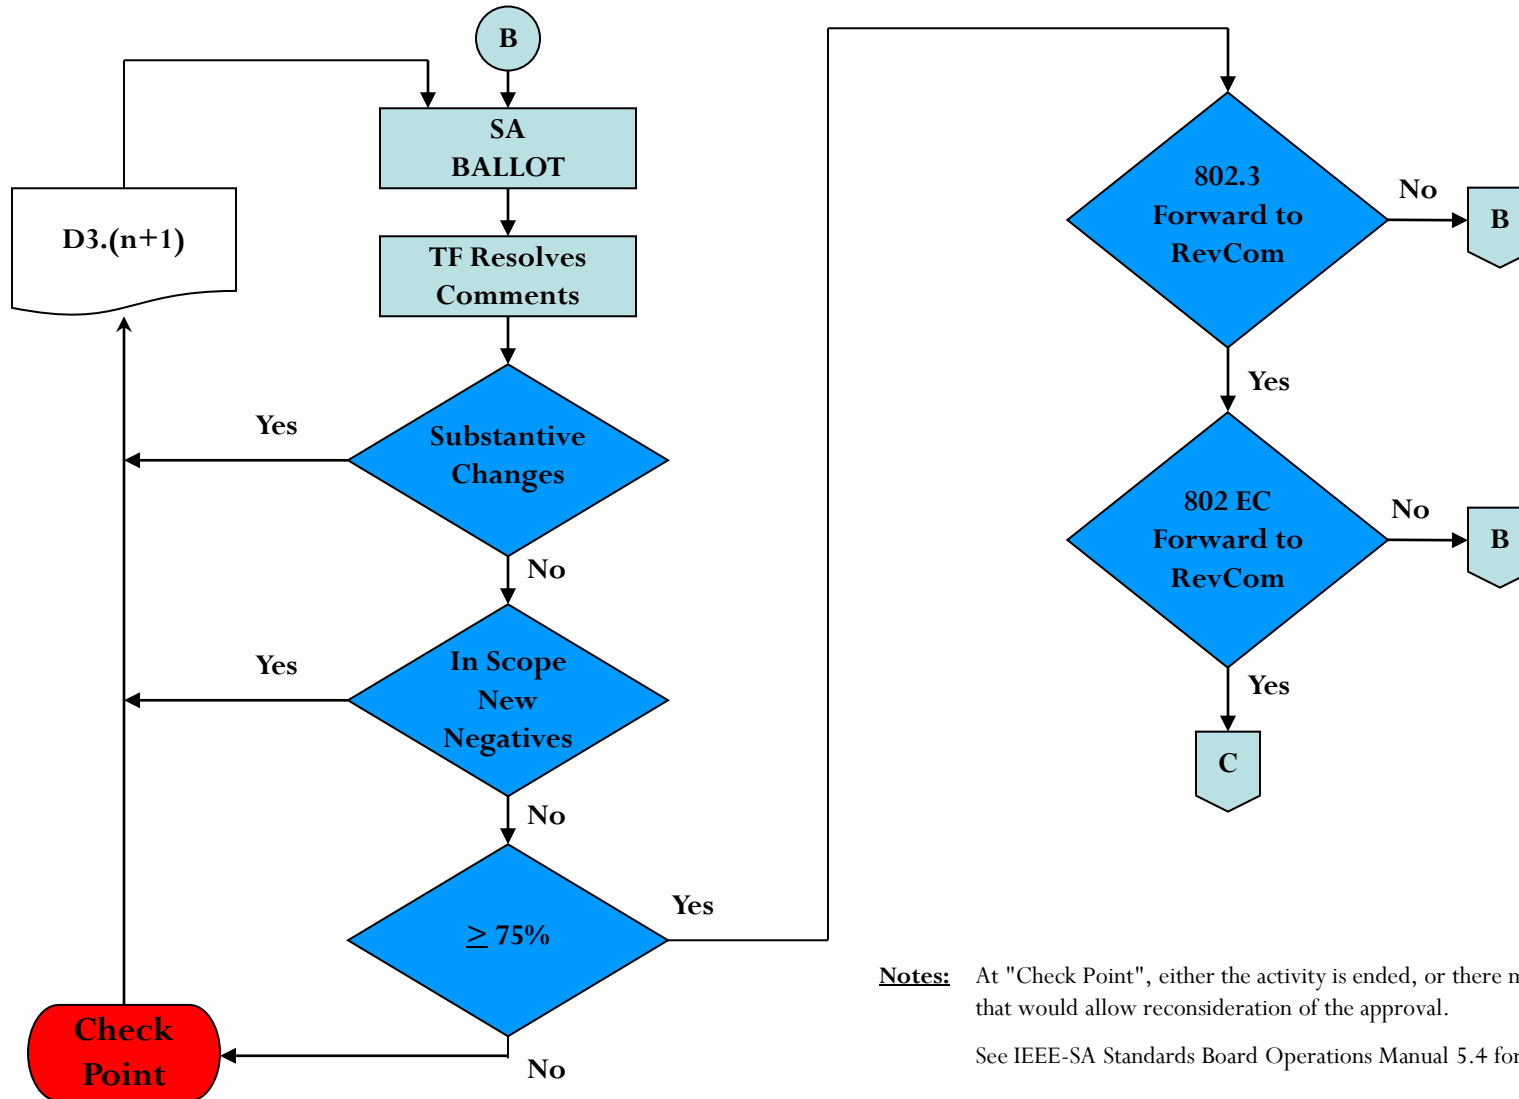 B
SA
BALLOT
D3.(n+1)
TF Resolves
Comments
Yes
Substantive
Changes
No
Yes
In Scope
New
Negatives
No
≥ 75%
Yes
No
Check
Point
802.3
Forward to
RevCom
No
B
Yes
802 EC
Forward to
RevCom
No
B
Yes
C
Notes: At "Check Point", either the activity is ended, or there
that would allow reconsideration of the approval.
See IEEE-SA Standards Board Operations Manual 5.4 for